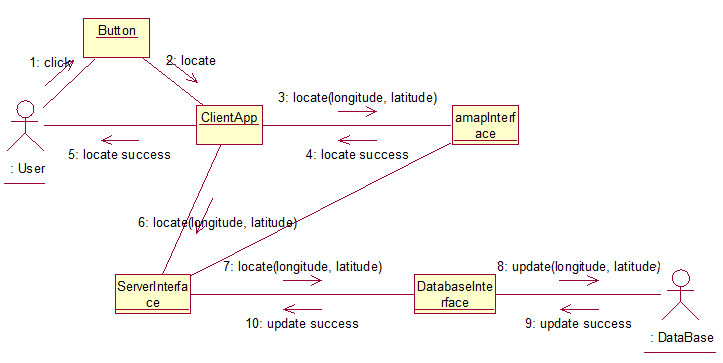 Button
1: click
2: locate
3: locate(longitude, latitude)
ClientApp
amapInterf
ace
5: locate success
4: locate success
: User
6: locate(longitude, latitude)
7: locate(longitude, latitude)
8: update(longitude, latitude)
ServerInterfa
ce
DatabaseInte
rface
10: update success
9: update success
: DataBase